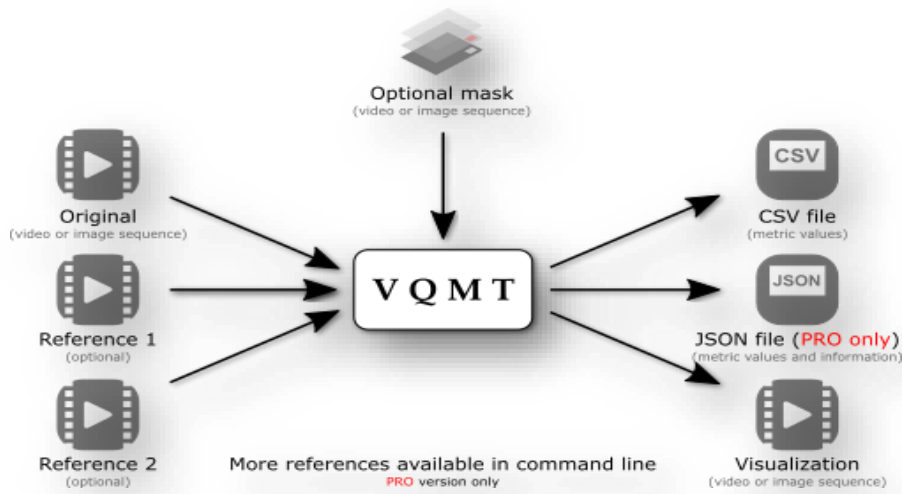 Optional mask
(video or image sequence)
Original
(video or image sequence)
Reference 1
(optional)
Reference 2
(optional)
V Q M T
CSV
CSV file
(metric values)
JSON
JSON file (PRO only)
(metric values and information)
Visualization
(video or image sequence)
More references available in command line
PRO version only